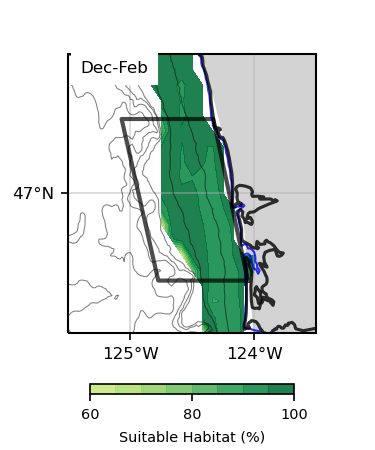 Dec-Feb
47°N
125°W 124°W
60 80 100
Suitable Habitat (%)